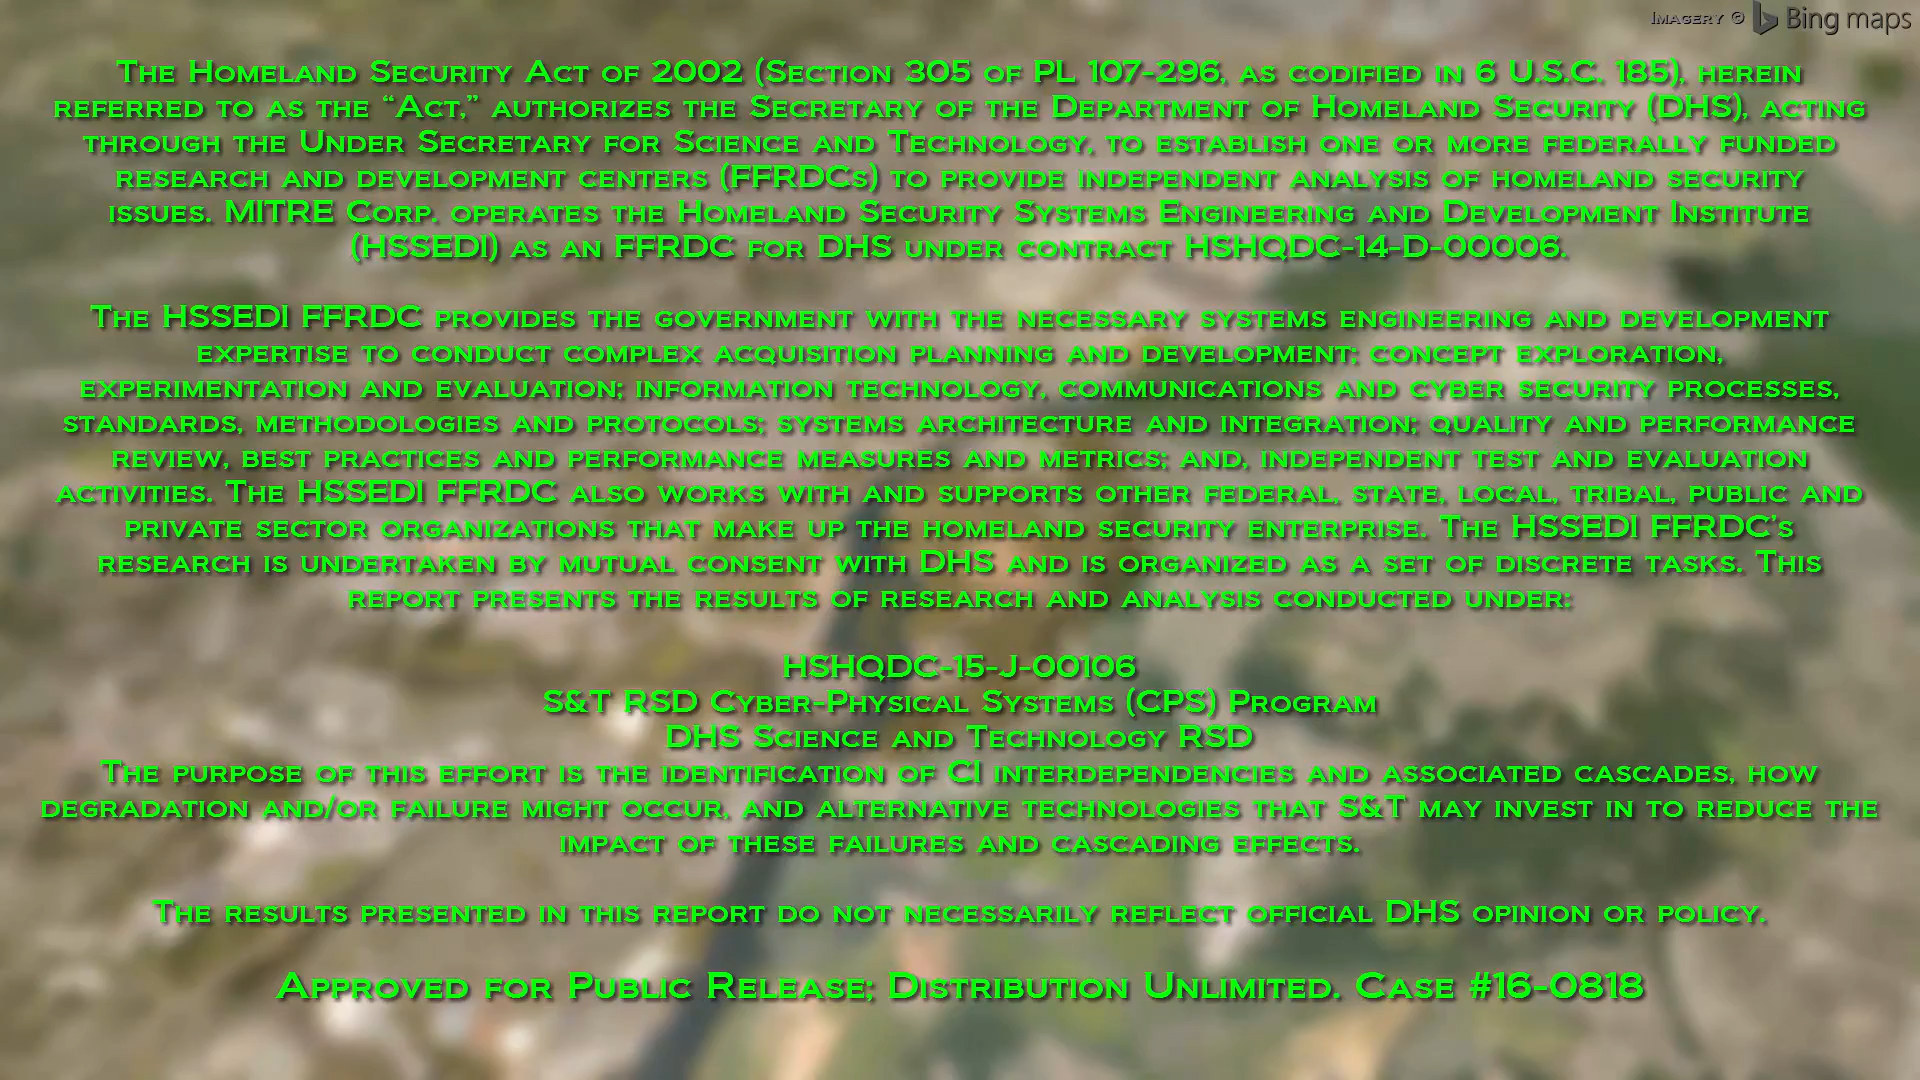 Imagery © Bing maps
The Homeland Security Act of 2002 (Section 305 of PL 107-296, as codified in 6 U.S.C. 185), herein
referred to as the “Act,” authorizes the Secretary of the Department of Homeland Security (DHS), acting
through the Under Secretary for Science and Technology, to establish one or more federally funded
research and development centers (FFRDCs) to provide independent analysis of homeland security
issues. MITRE Corp. operates the Homeland Security Systems Engineering and Development Institute
(HSSEDI) as an FFRDC for DHS under contract HSHQDC-14-D-00006.
The HSSEDI FFRDC provides the government with the necessary systems engineering and development
expertise to conduct complex acquisition planning and development; concept exploration,
experimentation and evaluation; information technology, communications and cyber security processes,
standards, methodologies and protocols; systems architecture and integration; quality and performance
review, best practices and performance measures and metrics; and, independent test and evaluation
activities. The HSSEDI FFRDC also works with and supports other federal, state, local, tribal, public and
private sector organizations that make up the homeland security enterprise. The HSSEDI FFRDC’s
research is undertaken by mutual consent with DHS and is organized as a set of discrete tasks. This
report presents the results of research and analysis conducted under:
HSHQDC-15-J-00106
S&T RSD Cyber-Physical Systems (CPS) Program
DHS Science and Technology RSD
The purpose of this effort is the identification of CI interdependencies and associated cascades, how
degradation and/or failure might occur, and alternative technologies that S&T may invest in to reduce the
impact of these failures and cascading effects.
The results presented in this report do not necessarily reflect official DHS opinion or policy.
Approved for Public Release; Distribution Unlimited. Case #16-0818